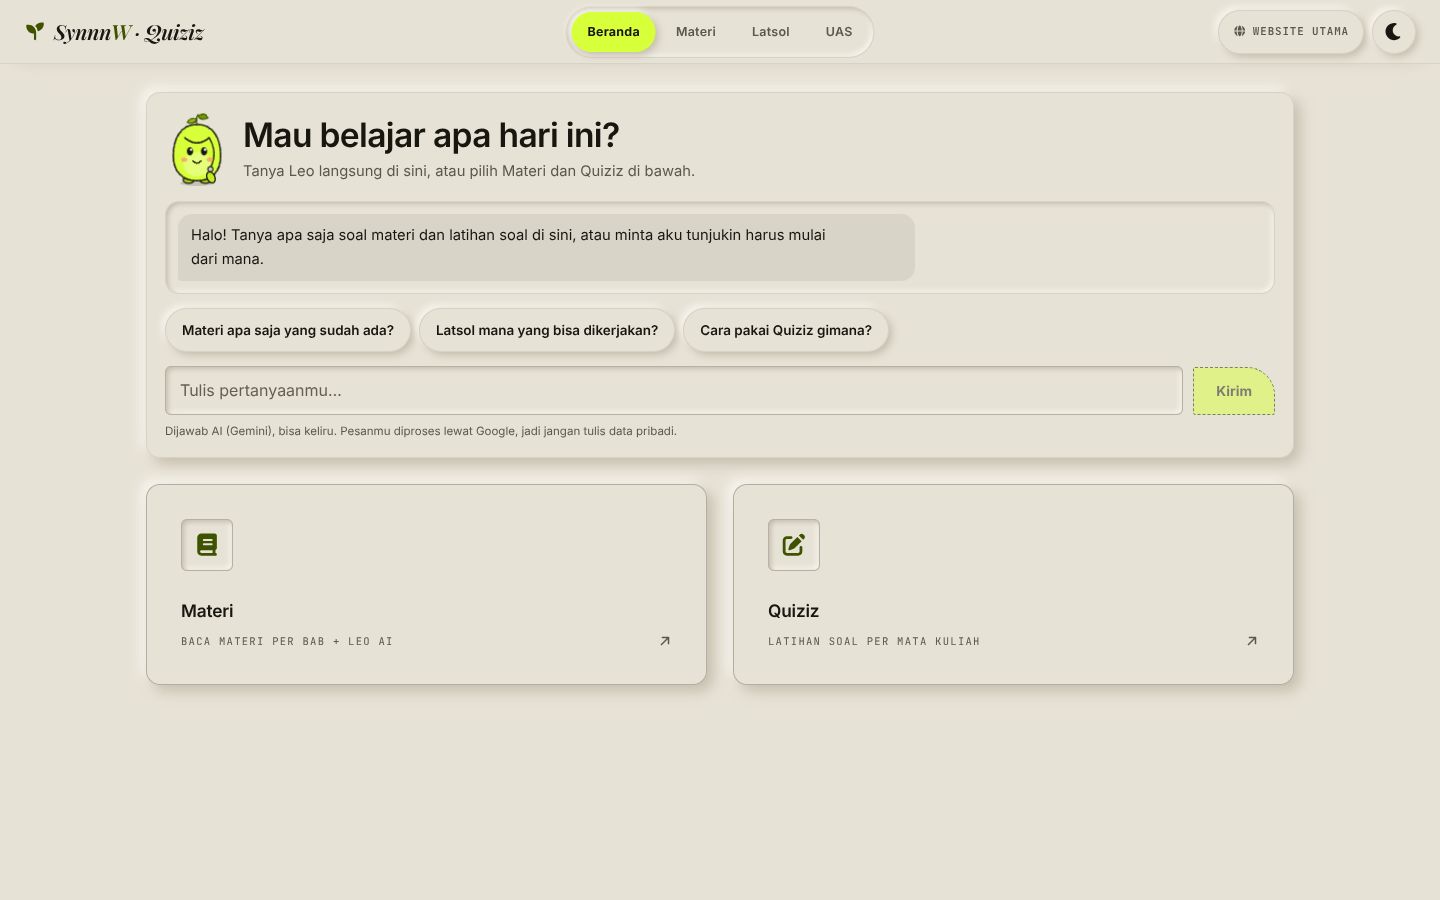 SynnnW · Quiziz
Beranda
Materi
Latsol
UAS
WEBSITE UTAMA
Mau belajar apa hari ini?
Tanya Leo langsung di sini, atau pilih Materi dan Quiziz di bawah.
Halo! Tanya apa saja soal materi dan latihan soal di sini, atau minta aku tunjukin harus mulai
dari mana.
Materi apa saja yang sudah ada?
Latsol mana yang bisa dikerjakan?
Cara pakai Quiziz gimana?
Tulis pertanyaanmu...
Kirim
Dijawab AI (Gemini), bisa keliru. Pesanmu diproses lewat Google, jadi jangan tulis data pribadi.
Materi
BACA MATERI PER BAB + LEO AI
Quiziz
LATIHAN SOAL PER MATA KULIAH